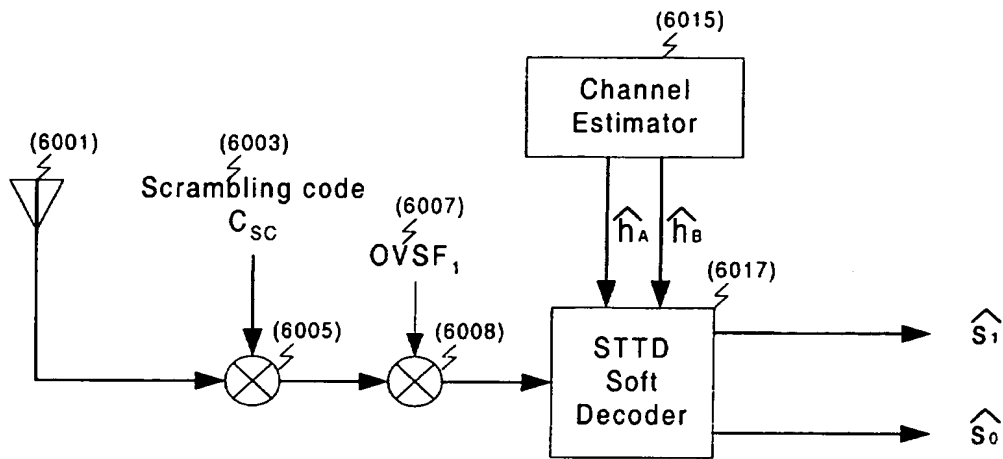 (6015)
Channel
Estimator
(6001)
(6003)
Scrambling code
C_SC
(6007)
OVSF_1
ĥ_A
ĥ_B
(6005)
(6008)
(6017)
STTD
Soft
Decoder
ŝ_1
ŝ_0